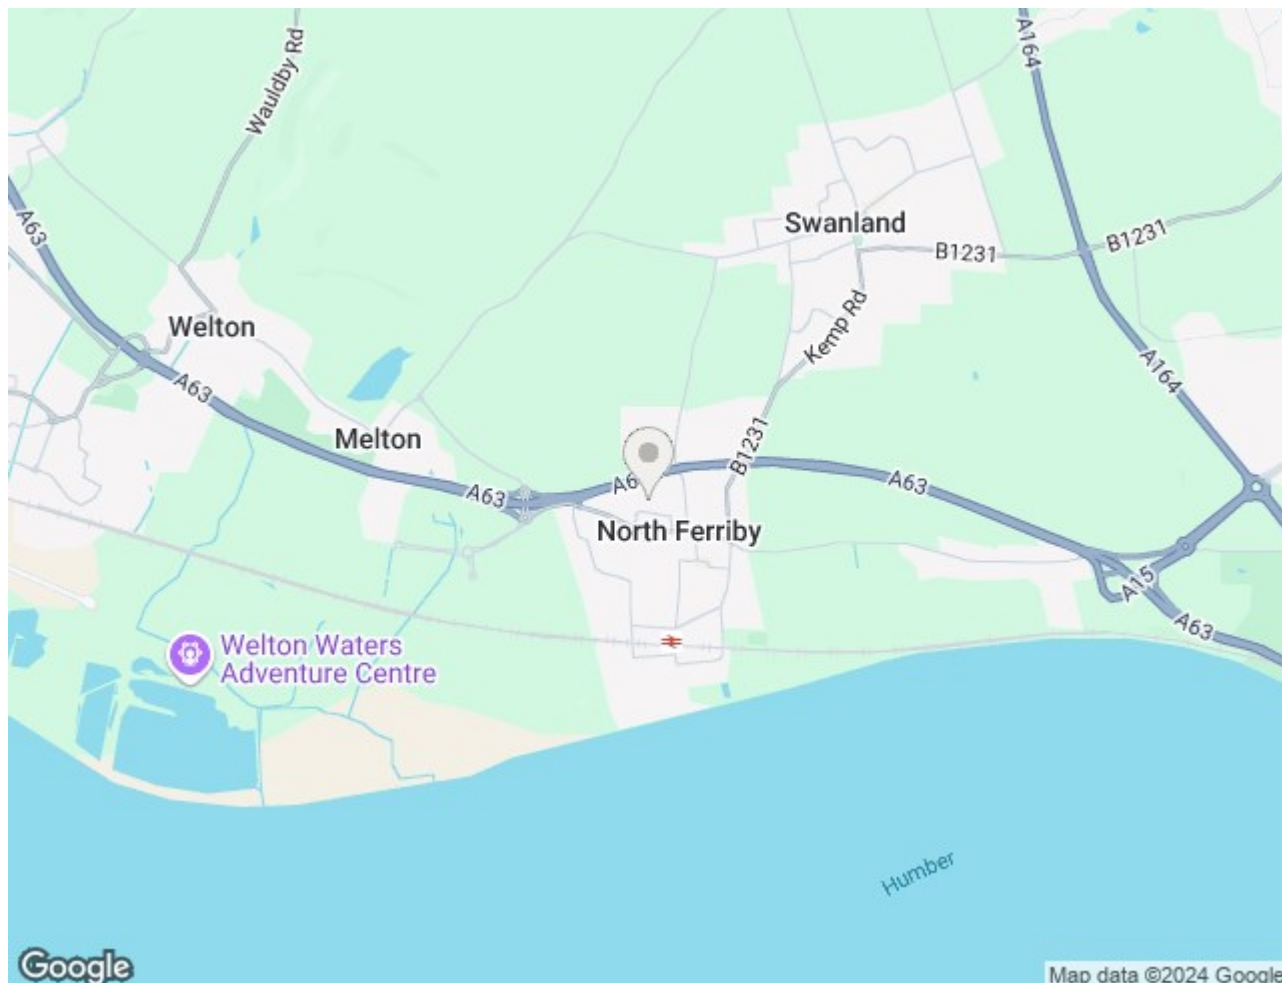 A164
Wauldby Rd
A63
Swanland
B1231
B1231
Welton
Kemp Rd
A63
A164
Melton
B1231
A63
A6
A63
North Ferriby
A15
A63
Welton Waters
Adventure Centre
Humber
Google
Map data ©2024 Google